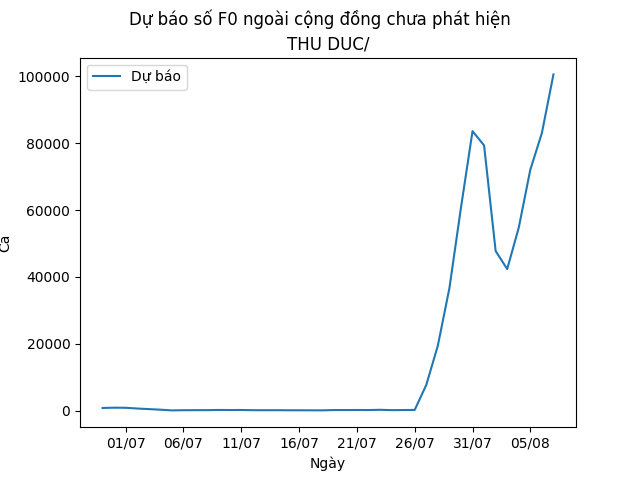 Dự báo số F0 ngoài cộng đồng chưa phát hiện
THU DUC/
Dự báo
100000
80000
60000
40000
20000
0
Ca
01/07 06/07 11/07 16/07 21/07 26/07 31/07 05/08
Ngày